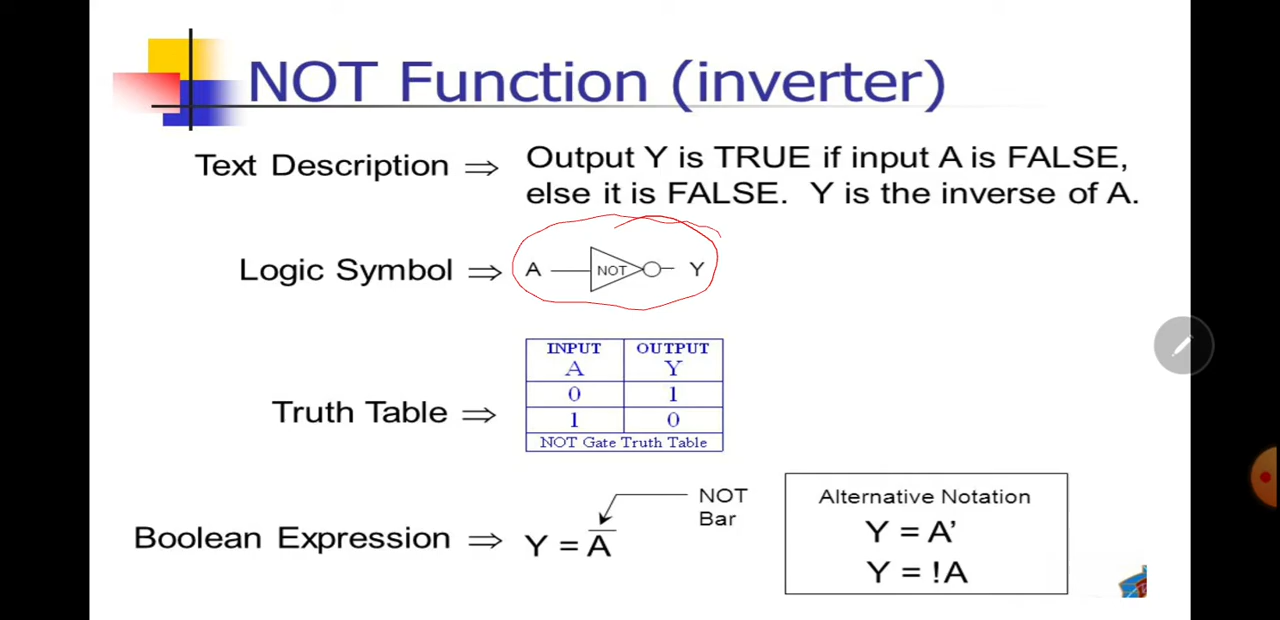 NOT Function (inverter)
Text Description ⇒ Output Y is TRUE if input A is FALSE,
else it is FALSE. Y is the inverse of A.
Logic Symbol ⇒ A NOT Y
Truth Table ⇒
INPUT OUTPUT
A Y
0 1
1 0
NOT Gate Truth Table
Boolean Expression ⇒ Y = A̅
NOT
Bar
Alternative Notation
Y = A’
Y = !A